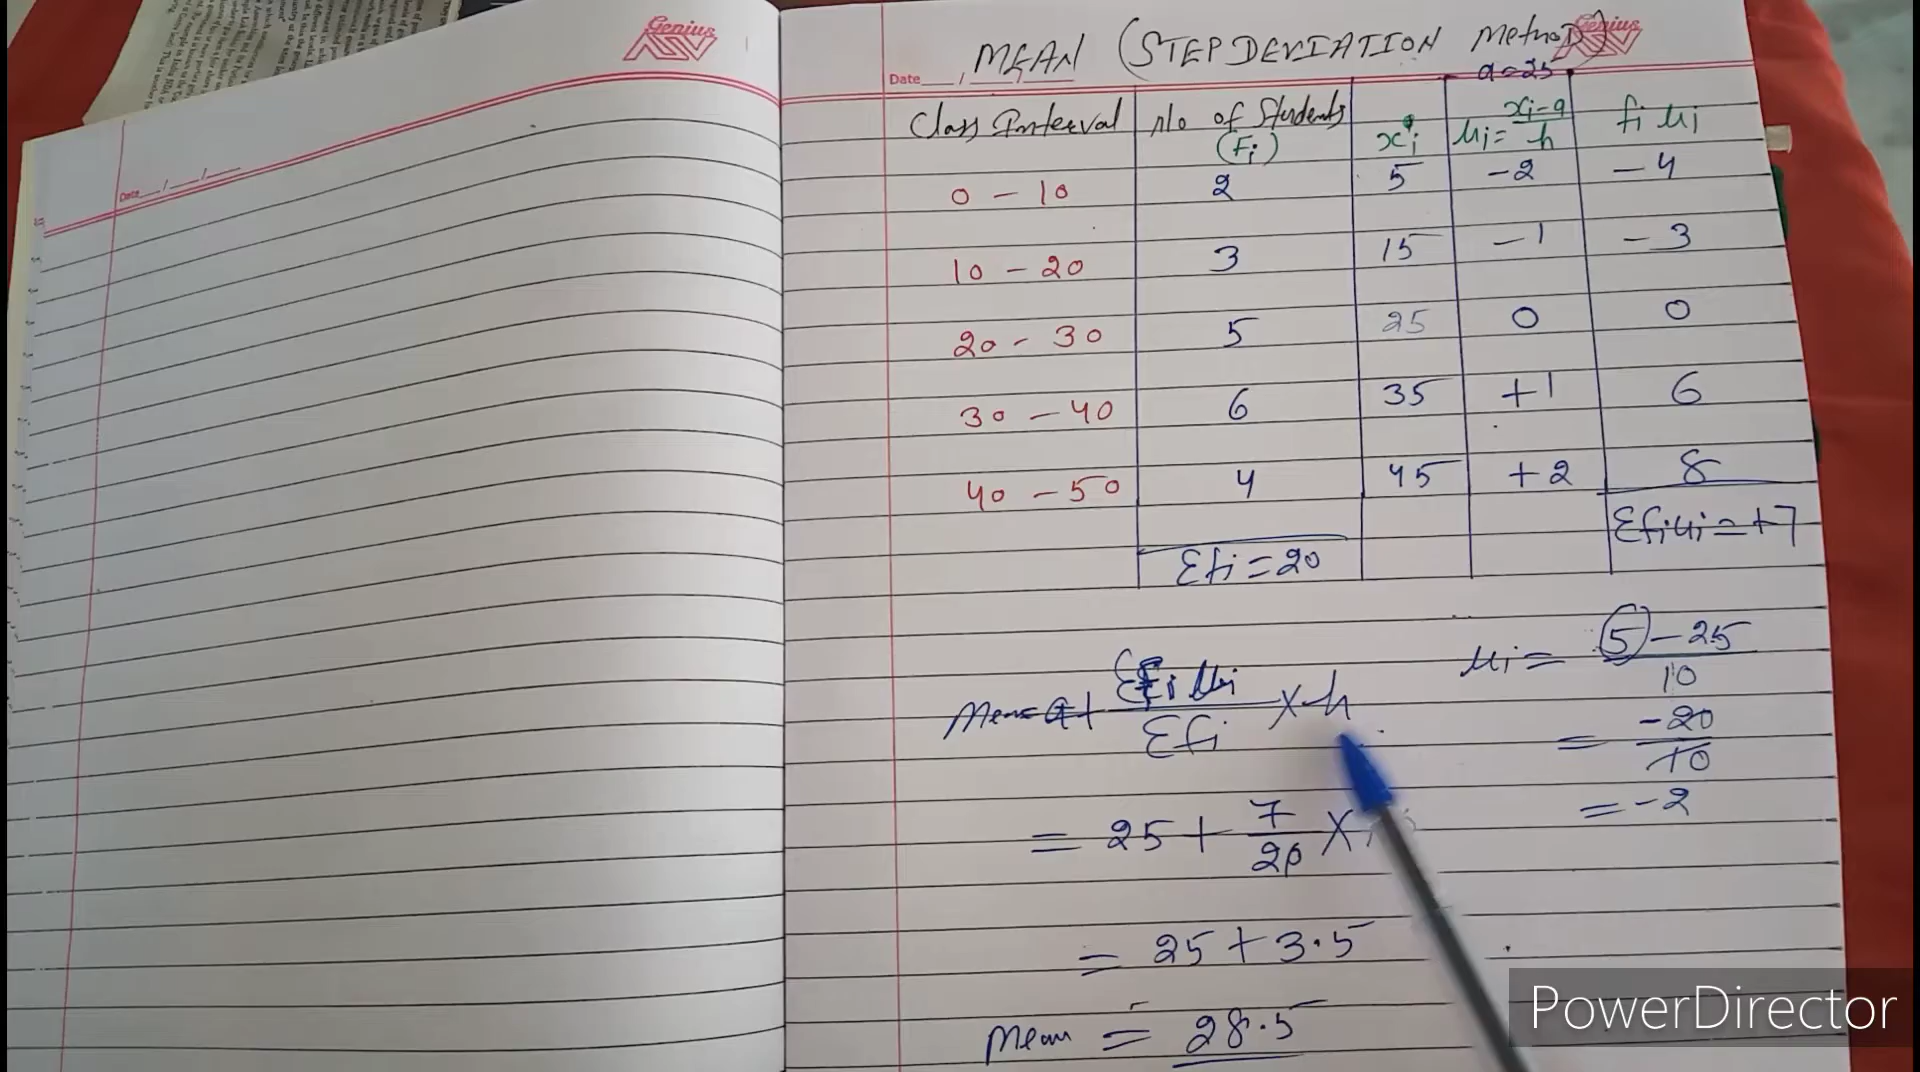 Genius
Genius
Date / /
Date / /
MEAN (STEP DEVIATION Method)
a=25
Class Interval No of Students (Fi) xi ui= xi-a / h fi ui
0 - 10 2 5 -2 -4
10 - 20 3 15 -1 -3
20 - 30 5 25 0 0
30 - 40 6 35 +1 6
40 - 50 4 45 +2 8
Σfiui=+7
Σfi=20
Mean = a + Σfiui / Σfi × h
= 25 + 7/20 ×
= 25 + 3.5
Mean = 28.5
ui = 5-25 / 10
= -20 / 10
= -2
PowerDirector